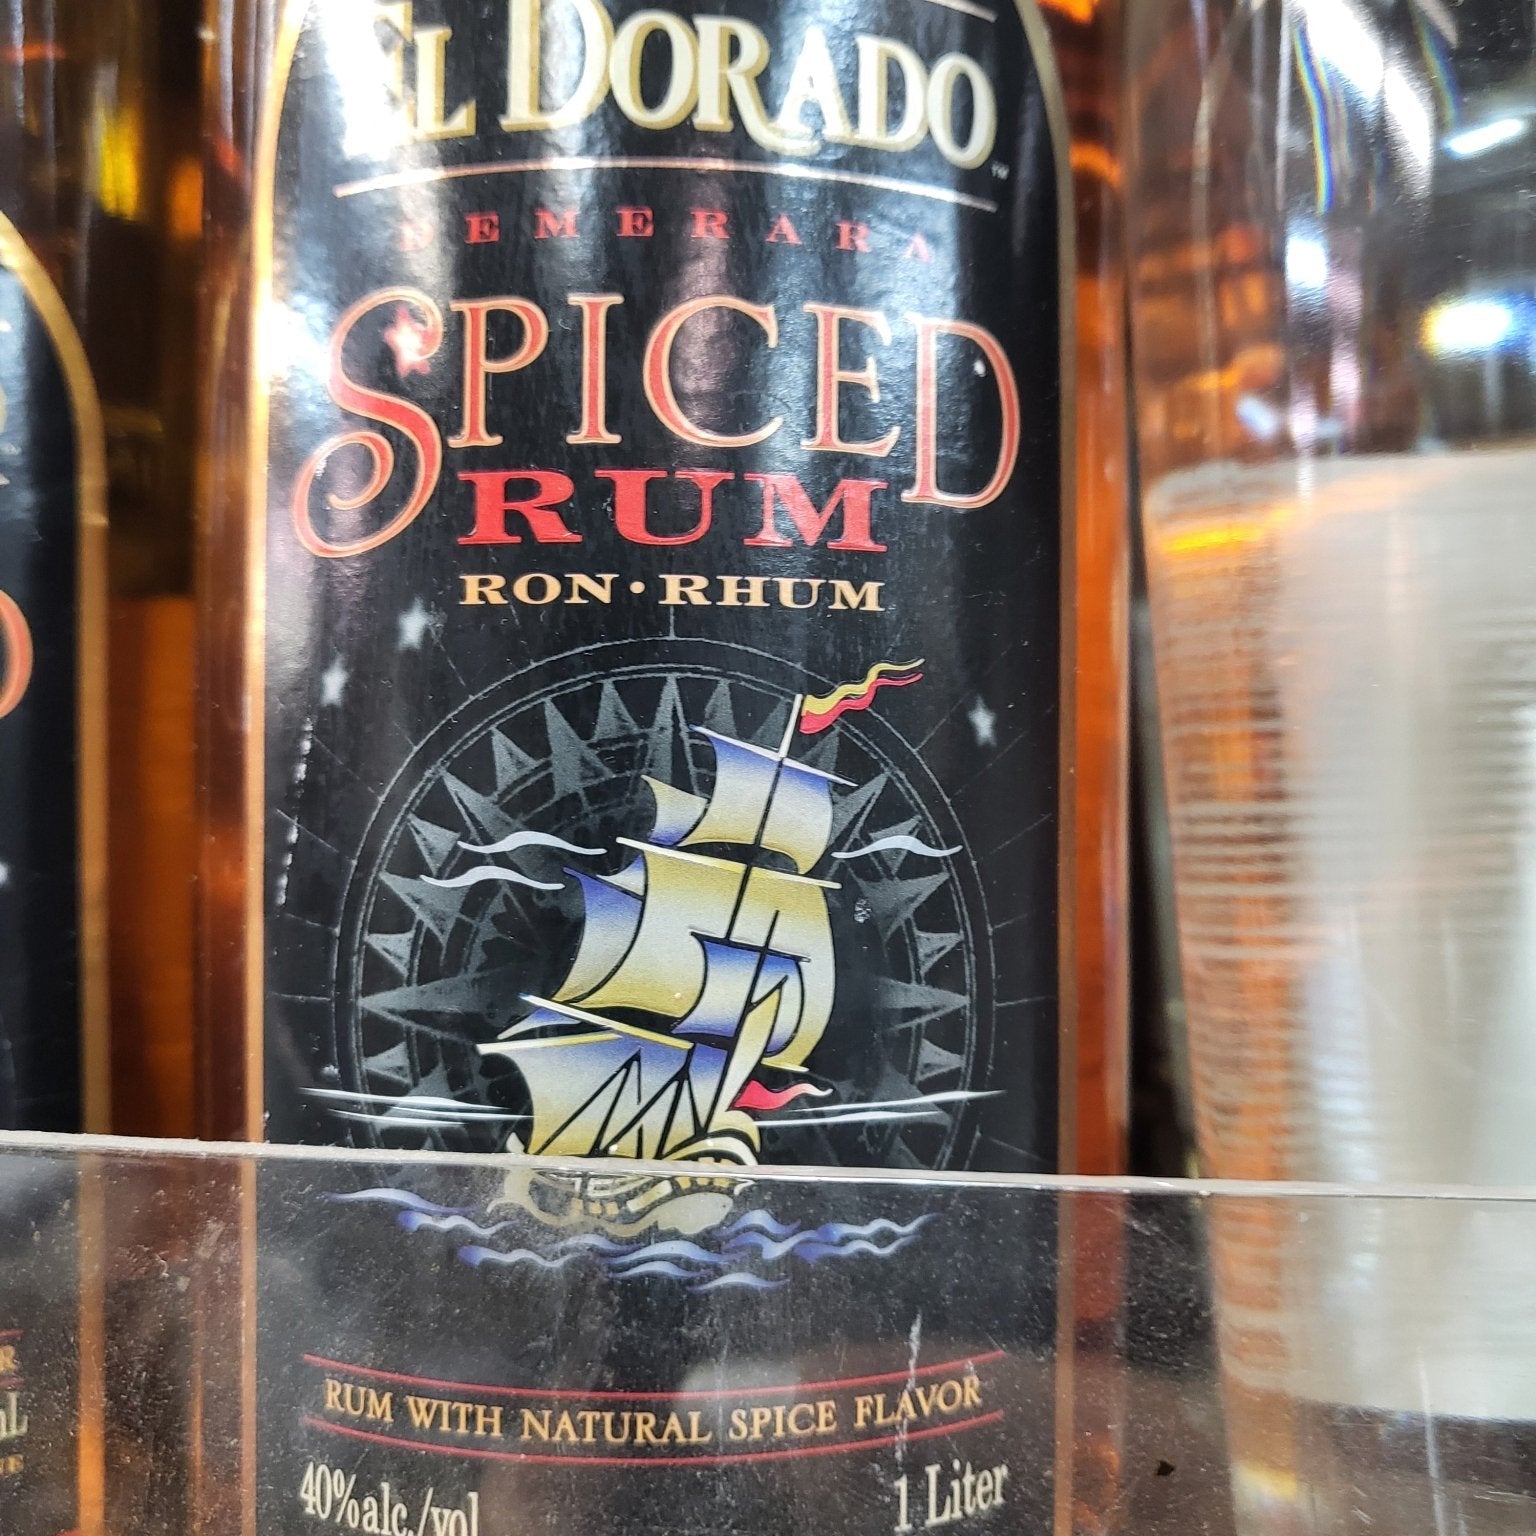 EL DORADO
DEMERARA
SPICED
RUM
RON • RHUM
RUM WITH NATURAL SPICE FLAVOR
40%alc./vol 1 Liter